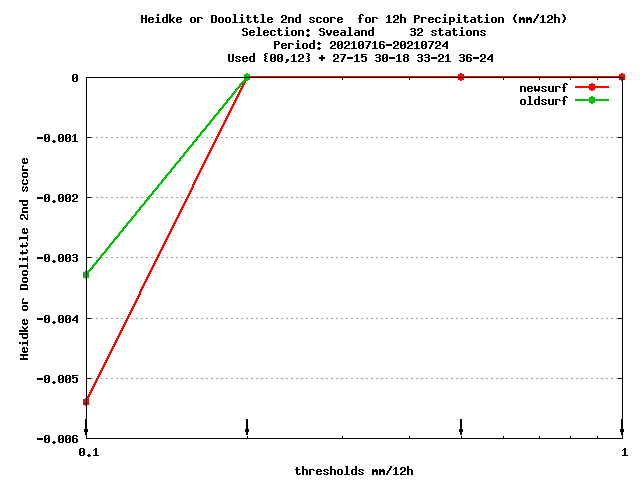 Heidke or Doolittle 2nd score  for 12h Precipitation (mm/12h)
Selection: Svealand     32 stations
Period: 20210716-20210724
Used {00,12} + 27-15 30-18 33-21 36-24
newsurf
oldsurf
0
-0.001
-0.002
-0.003
-0.004
-0.005
-0.006
Heidke or Doolittle 2nd score
0.1
1
thresholds mm/12h